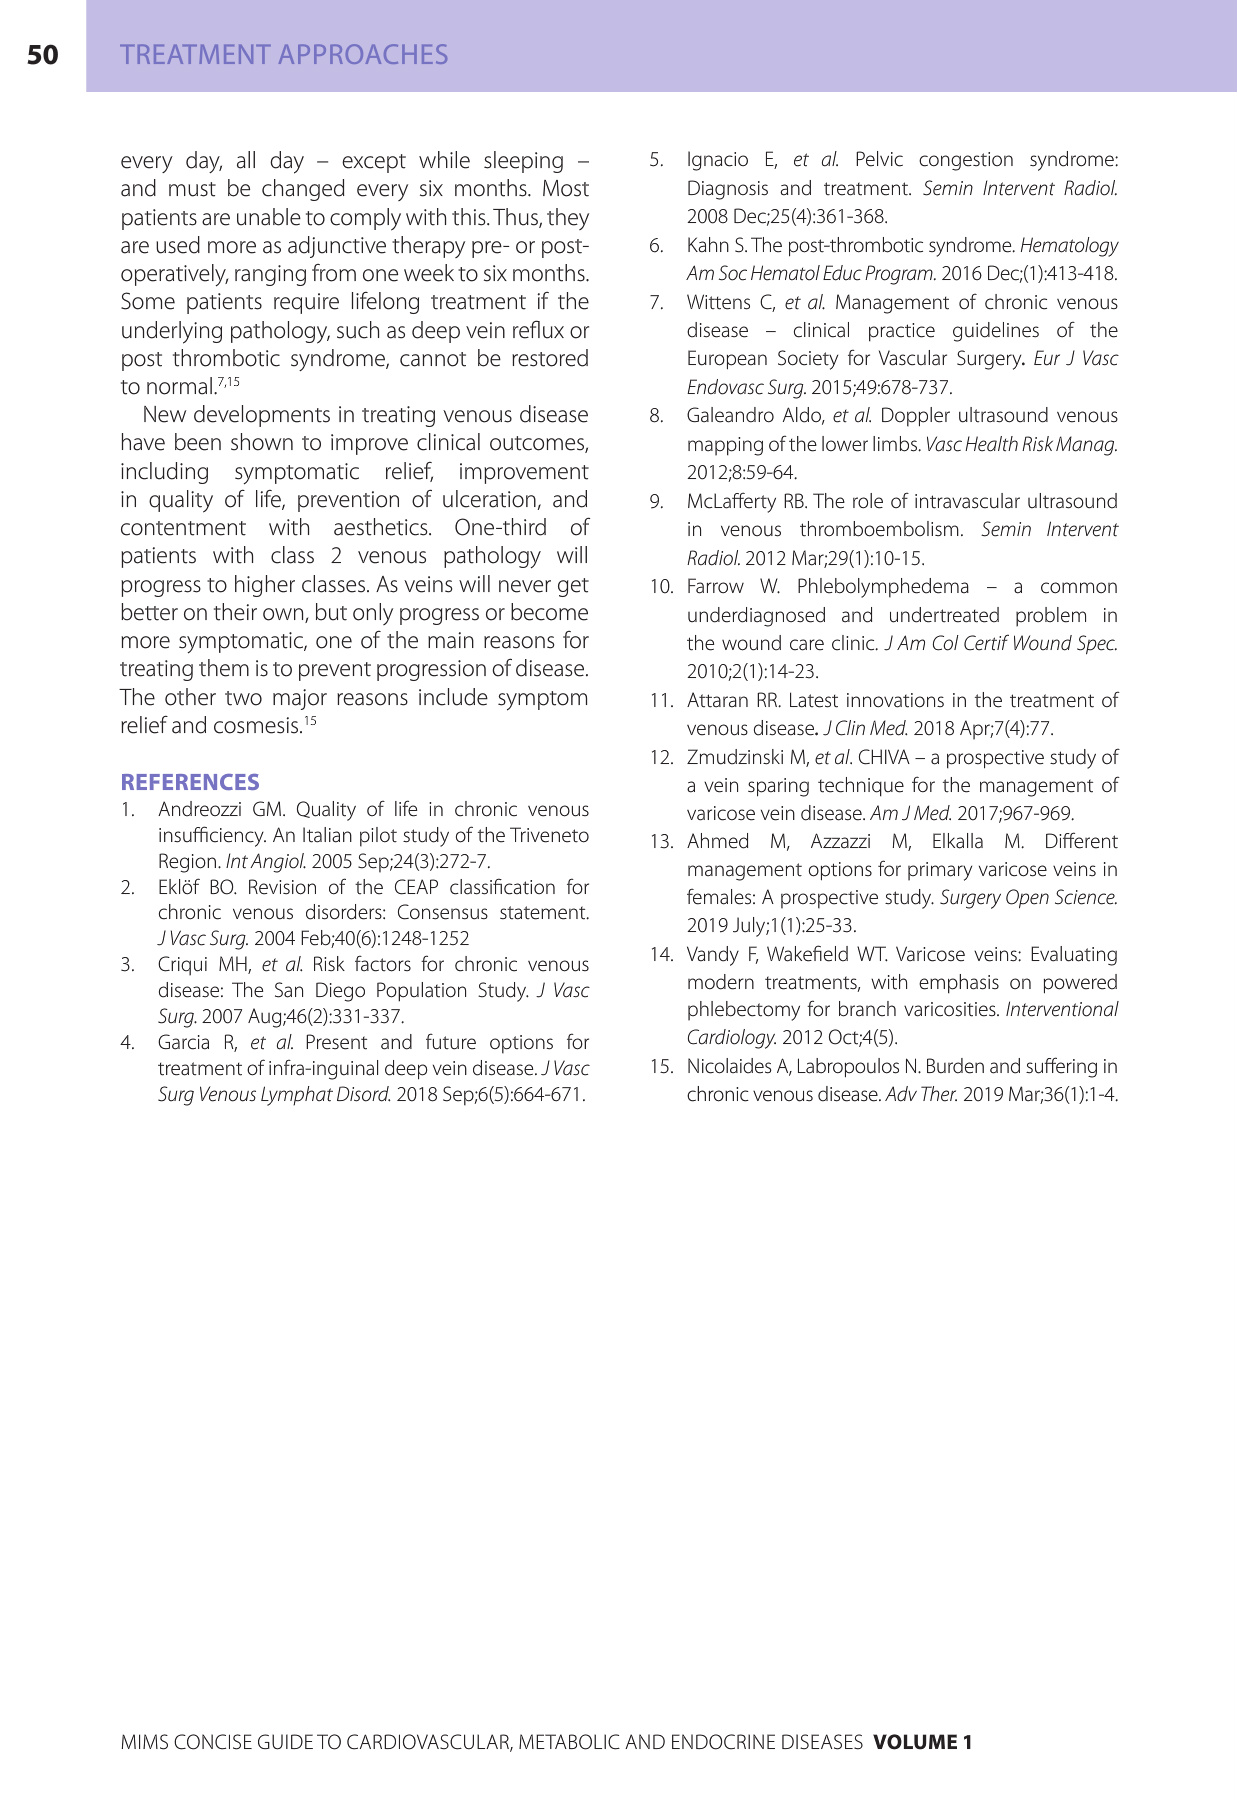 50 TREATMENT APPROACHES
every day, all day – except while sleeping –
and must be changed every six months. Most
patients are unable to comply with this. Thus, they
are used more as adjunctive therapy pre- or post-
operatively, ranging from one week to six months.
Some patients require lifelong treatment if the
underlying pathology, such as deep vein reflux or
post thrombotic syndrome, cannot be restored
to normal.7,15
New developments in treating venous disease
have been shown to improve clinical outcomes,
including symptomatic relief, improvement
in quality of life, prevention of ulceration, and
contentment with aesthetics. One-third of
patients with class 2 venous pathology will
progress to higher classes. As veins will never get
better on their own, but only progress or become
more symptomatic, one of the main reasons for
treating them is to prevent progression of disease.
The other two major reasons include symptom
relief and cosmesis.15
REFERENCES
1. Andreozzi GM. Quality of life in chronic venous
insufficiency. An Italian pilot study of the Triveneto
Region. Int Angiol. 2005 Sep;24(3):272-7.
2. Eklöf BO. Revision of the CEAP classification for
chronic venous disorders: Consensus statement.
J Vasc Surg. 2004 Feb;40(6):1248-1252
3. Criqui MH, et al. Risk factors for chronic venous
disease: The San Diego Population Study. J Vasc
Surg. 2007 Aug;46(2):331-337.
4. Garcia R, et al. Present and future options for
treatment of infra-inguinal deep vein disease. J Vasc
Surg Venous Lymphat Disord. 2018 Sep;6(5):664-671.
5. Ignacio E, et al. Pelvic congestion syndrome:
Diagnosis and treatment. Semin Intervent Radiol.
2008 Dec;25(4):361-368.
6. Kahn S. The post-thrombotic syndrome. Hematology
Am Soc Hematol Educ Program. 2016 Dec;(1):413-418.
7. Wittens C, et al. Management of chronic venous
disease – clinical practice guidelines of the
European Society for Vascular Surgery. Eur J Vasc
Endovasc Surg. 2015;49:678-737.
8. Galeandro Aldo, et al. Doppler ultrasound venous
mapping of the lower limbs. Vasc Health Risk Manag.
2012;8:59-64.
9. McLafferty RB. The role of intravascular ultrasound
in venous thromboembolism. Semin Intervent
Radiol. 2012 Mar;29(1):10-15.
10. Farrow W. Phlebolymphedema – a common
underdiagnosed and undertreated problem in
the wound care clinic. J Am Col Certif Wound Spec.
2010;2(1):14-23.
11. Attaran RR. Latest innovations in the treatment of
venous disease. J Clin Med. 2018 Apr;7(4):77.
12. Zmudzinski M, et al. CHIVA – a prospective study of
a vein sparing technique for the management of
varicose vein disease. Am J Med. 2017;967-969.
13. Ahmed M, Azzazzi M, Elkalla M. Different
management options for primary varicose veins in
females: A prospective study. Surgery Open Science.
2019 July;1(1):25-33.
14. Vandy F, Wakefield WT. Varicose veins: Evaluating
modern treatments, with emphasis on powered
phlebectomy for branch varicosities. Interventional
Cardiology. 2012 Oct;4(5).
15. Nicolaides A, Labropoulos N. Burden and suffering in
chronic venous disease. Adv Ther. 2019 Mar;36(1):1-4.
MIMS CONCISE GUIDE TO CARDIOVASCULAR, METABOLIC AND ENDOCRINE DISEASES VOLUME 1